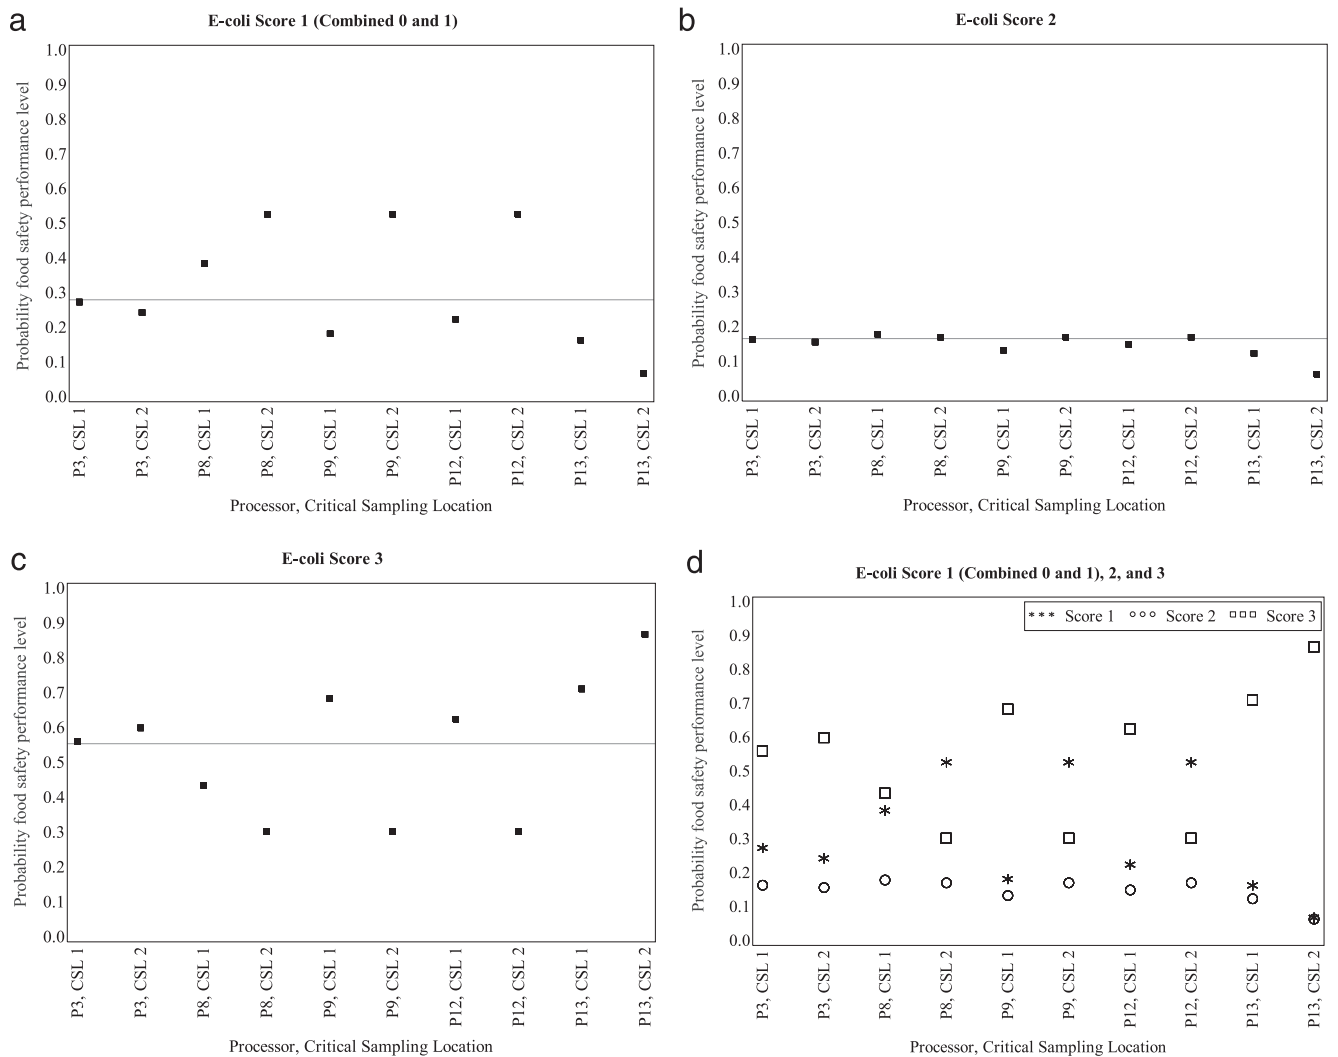 a
E-coli Score 1 (Combined 0 and 1)
Probability food safety performance level
1.0
0.9
0.8
0.7
0.6
0.5
0.4
0.3
0.2
0.1
0.0
P3, CSL 1
P3, CSL 2
P8, CSL 1
P8, CSL 2
P9, CSL 1
P9, CSL 2
P12, CSL 1
P12, CSL 2
P13, CSL 1
P13, CSL 2
Processor, Critical Sampling Location
b
E-coli Score 2
Probability food safety performance level
1.0
0.9
0.8
0.7
0.6
0.5
0.4
0.3
0.2
0.1
0.0
P3, CSL 1
P3, CSL 2
P8, CSL 1
P8, CSL 2
P9, CSL 1
P9, CSL 2
P12, CSL 1
P12, CSL 2
P13, CSL 1
P13, CSL 2
Processor, Critical Sampling Location
c
E-coli Score 3
Probability food safety performance level
1.0
0.9
0.8
0.7
0.6
0.5
0.4
0.3
0.2
0.1
0.0
P3, CSL 1
P3, CSL 2
P8, CSL 1
P8, CSL 2
P9, CSL 1
P9, CSL 2
P12, CSL 1
P12, CSL 2
P13, CSL 1
P13, CSL 2
Processor, Critical Sampling Location
d
E-coli Score 1 (Combined 0 and 1), 2, and 3
Score 1 Score 2 Score 3
Probability food safety performance level
1.0
0.9
0.8
0.7
0.6
0.5
0.4
0.3
0.2
0.1
0.0
P3, CSL 1
P3, CSL 2
P8, CSL 1
P8, CSL 2
P9, CSL 1
P9, CSL 2
P12, CSL 1
P12, CSL 2
P13, CSL 1
P13, CSL 2
Processor, Critical Sampling Location